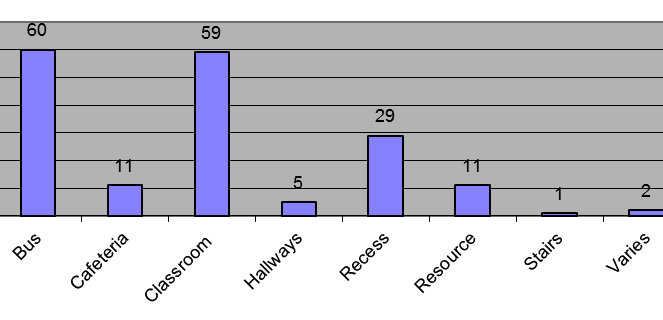 60
11
59
5
29
11
1
2
Bus
Cafeteria
Classroom
Hallways
Recess
Resource
Stairs
Varies